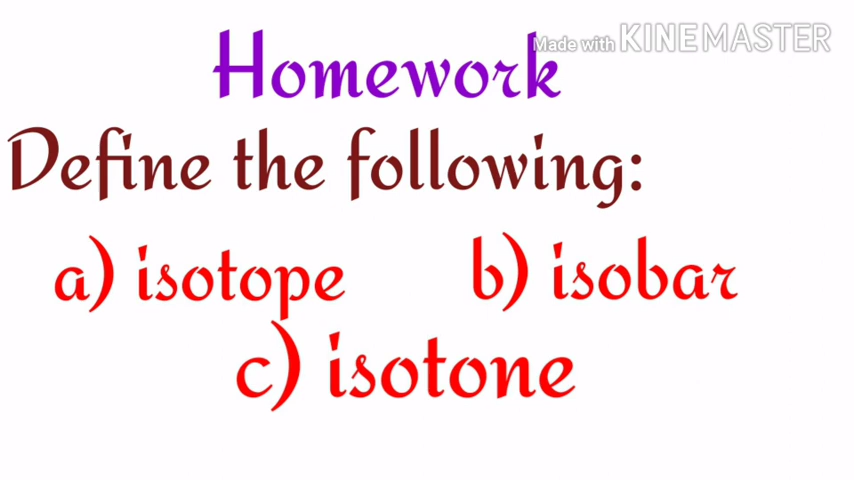 Made with KINEMASTER
Homework
Define the following:
a) isotope b) isobar
c) isotone